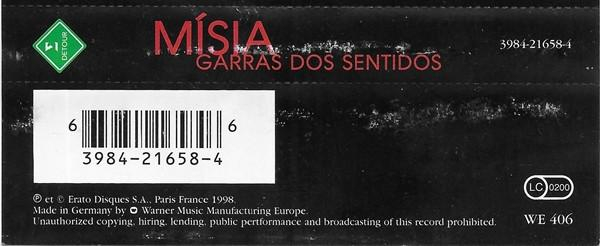 DETOUR
MÍSIA
GARRAS DOS SENTIDOS
3984-21658-4
6 6
3984-21658-4
℗ et © Erato Disques S.A., Paris France 1998.
Made in Germany by Warner Music Manufacturing Europe.
Unauthorized copying, hiring, lending, public pertformance and broadcasting of this record prohibited.
LC 0200
WE 406